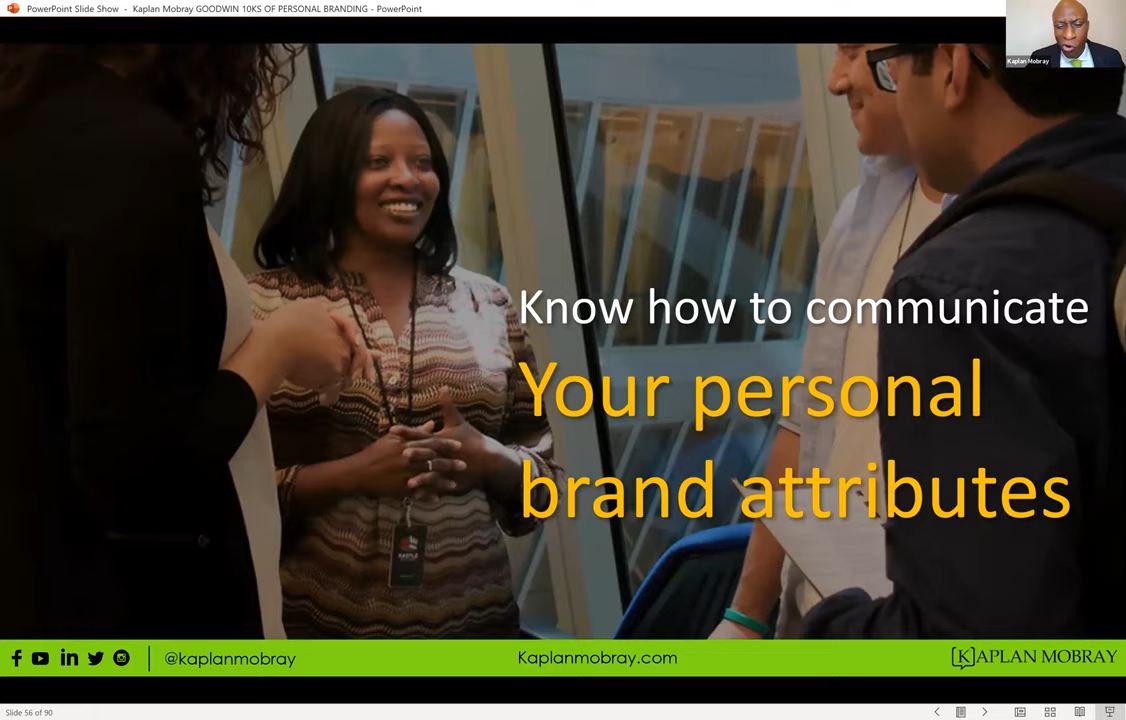 PowerPoint Slide Show - Kaplan Mobray GOODWIN 10KS OF PERSONAL BRANDING - PowerPoint
Kaplan Mobray
Know how to communicate
Your personal
brand attributes
@kaplanmobray
Kaplanmobray.com
[K]APLAN MOBRAY
Slide 56 of 90